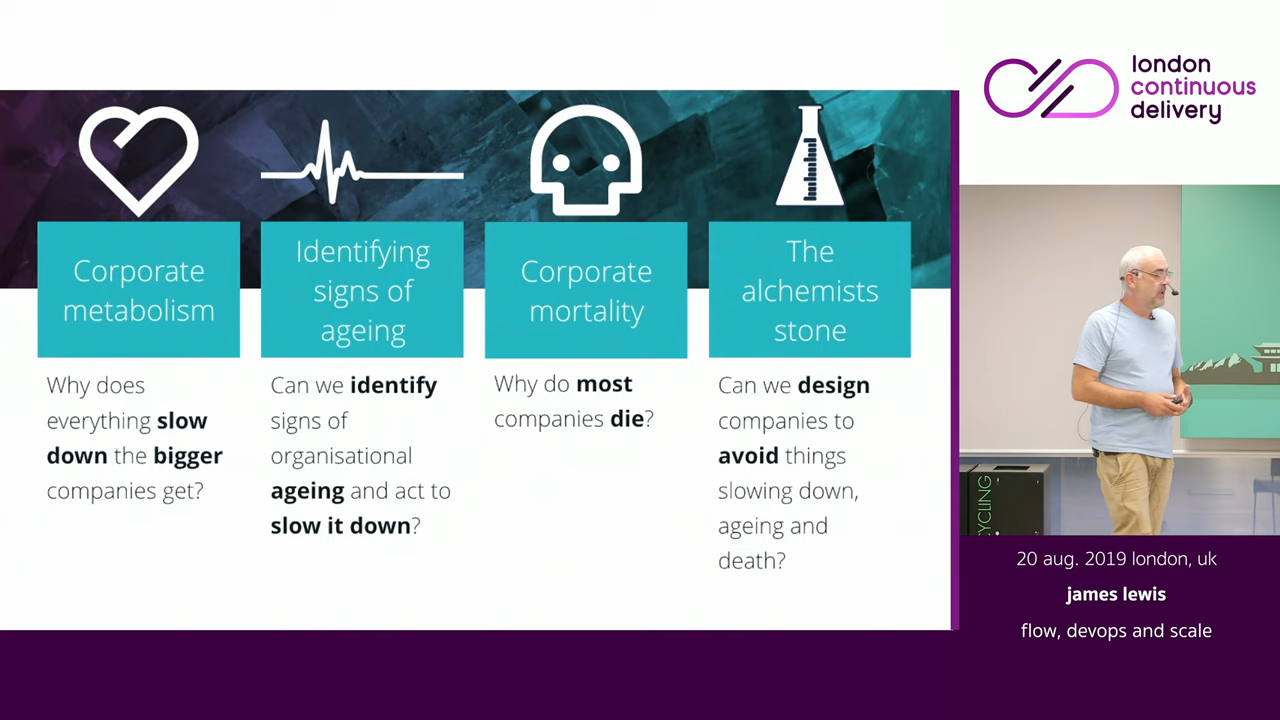 london
continuous
delivery
Corporate
metabolism
Why does
everything slow
down the bigger
companies get?
Identifying
signs of
ageing
Can we identify
signs of
organisational
ageing and act to
slow it down?
Corporate
mortality
Why do most
companies die?
The
alchemists
stone
Can we design
companies to
avoid things
slowing down,
ageing and
death?
YCLING
20 aug. 2019 london, uk
james lewis
flow, devops and scale